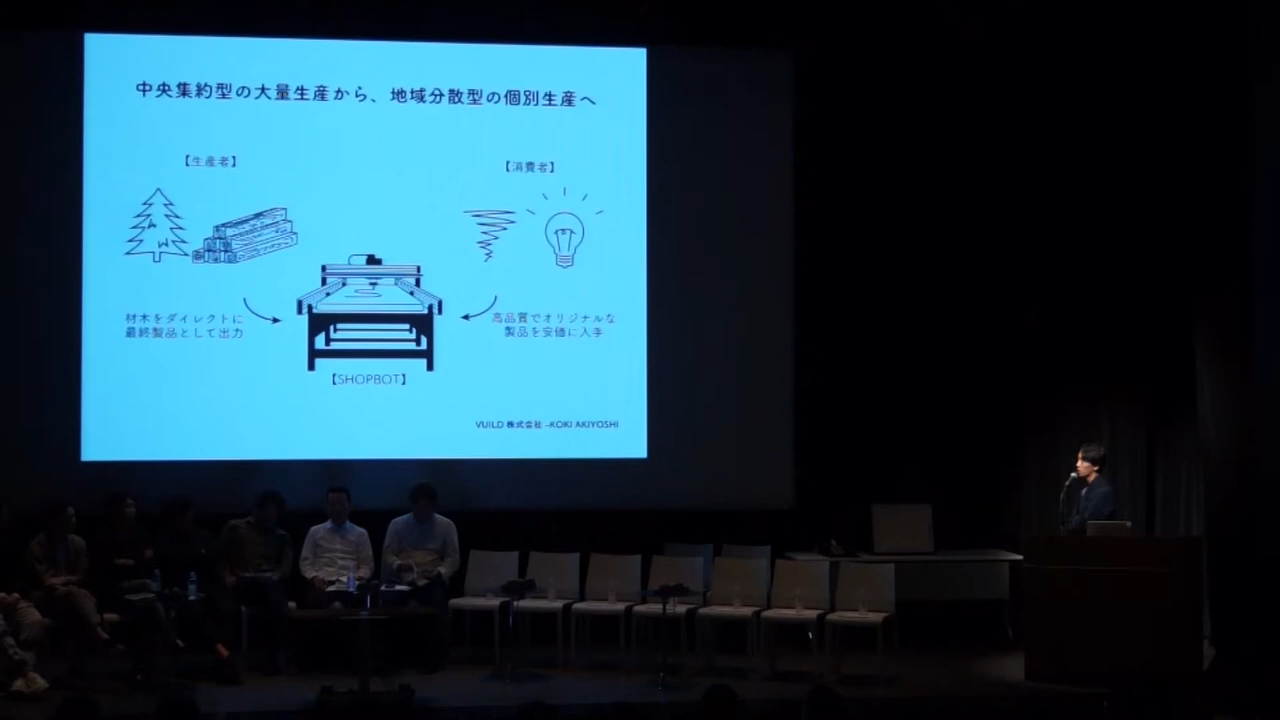 中央集約型の大量生産から、地域分散型の個別生産へ
【生産者】
【消費者】
材木をダイレクトに
最終製品として出力
高品質でオリジナルな
製品を安価に入手
【SHOPBOT】
VUILD 株式会社 -KOKI AKIYOSHI